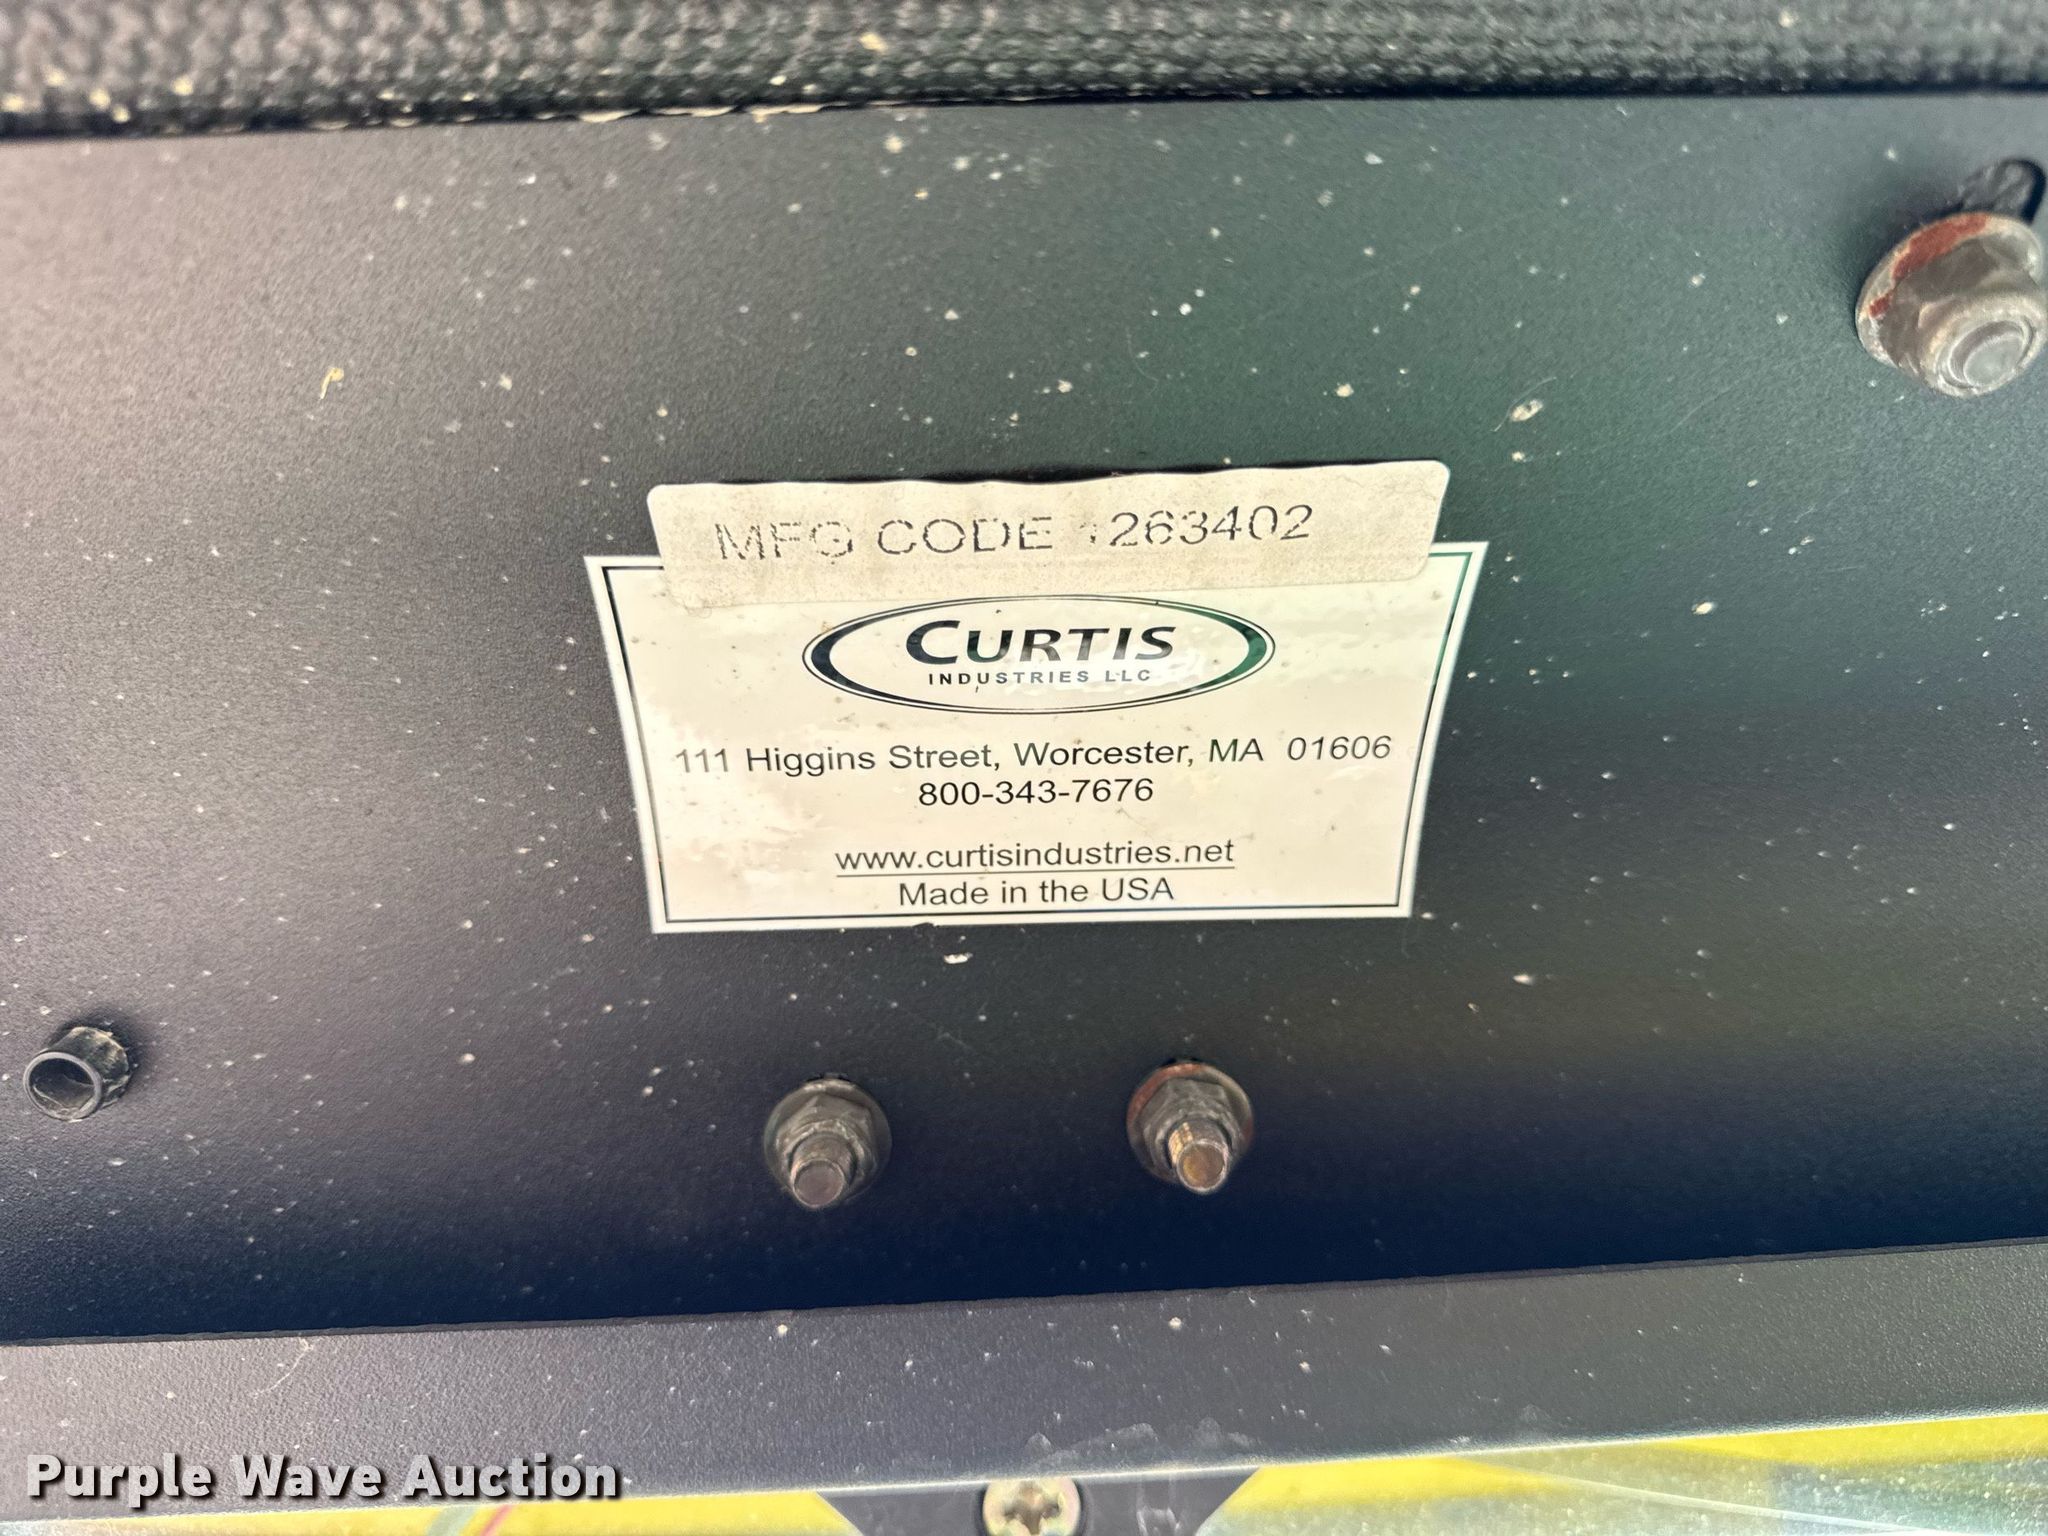 MFG CODE 1263402
CURTIS
INDUSTRIES LLC
111 Higgins Street, Worcester, MA 01606
800-343-7676
www.curtisindustries.net
Made in the USA
Purple Wave Auction